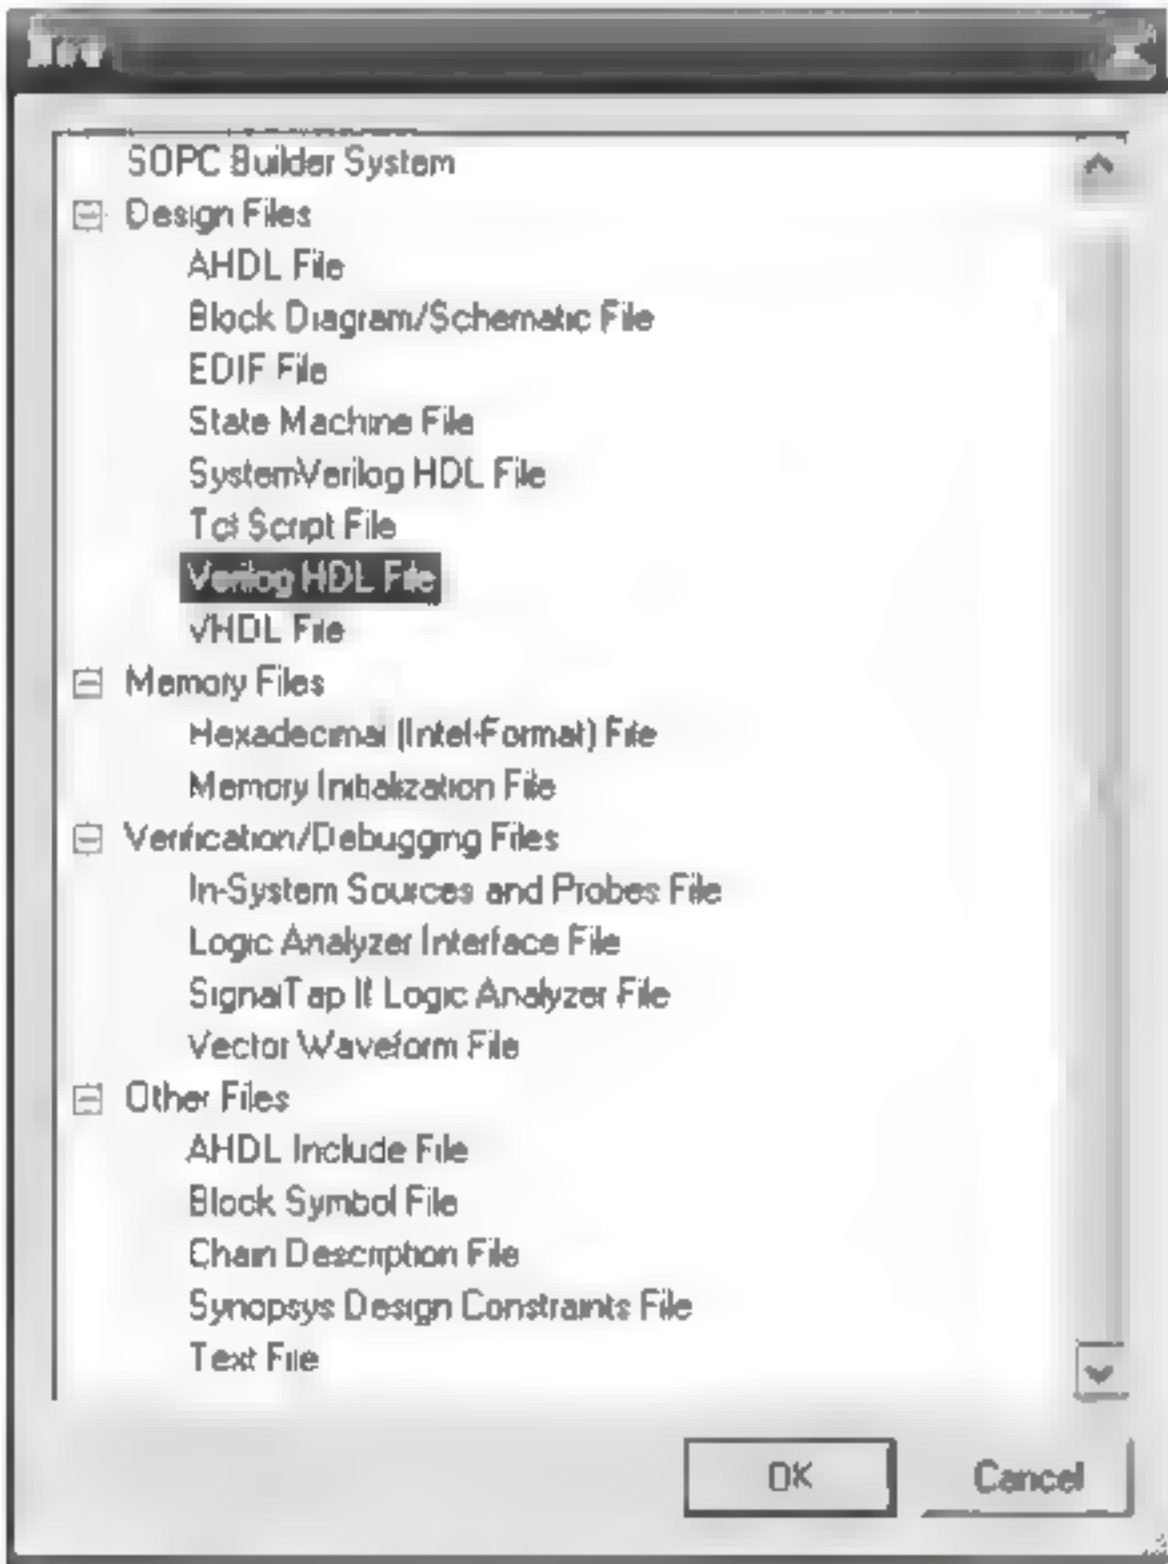 SOPC Builder System
Design Files
AHDL File
Block Diagram/Schematic File
EDIF File
State Machine File
SystemVerilog HDL File
Tcl Script File
Verilog HDL File
VHDL File
Memory Files
Hexadecimal (Intel-Format) File
Memory Initialization File
Verification/Debugging Files
In-System Sources and Probes File
Logic Analyzer Interface File
SignalTap II Logic Analyzer File
Vector Waveform File
Other Files
AHDL Include File
Block Symbol File
Chain Description File
Synopsys Design Constraints File
Text File
OK Cancel